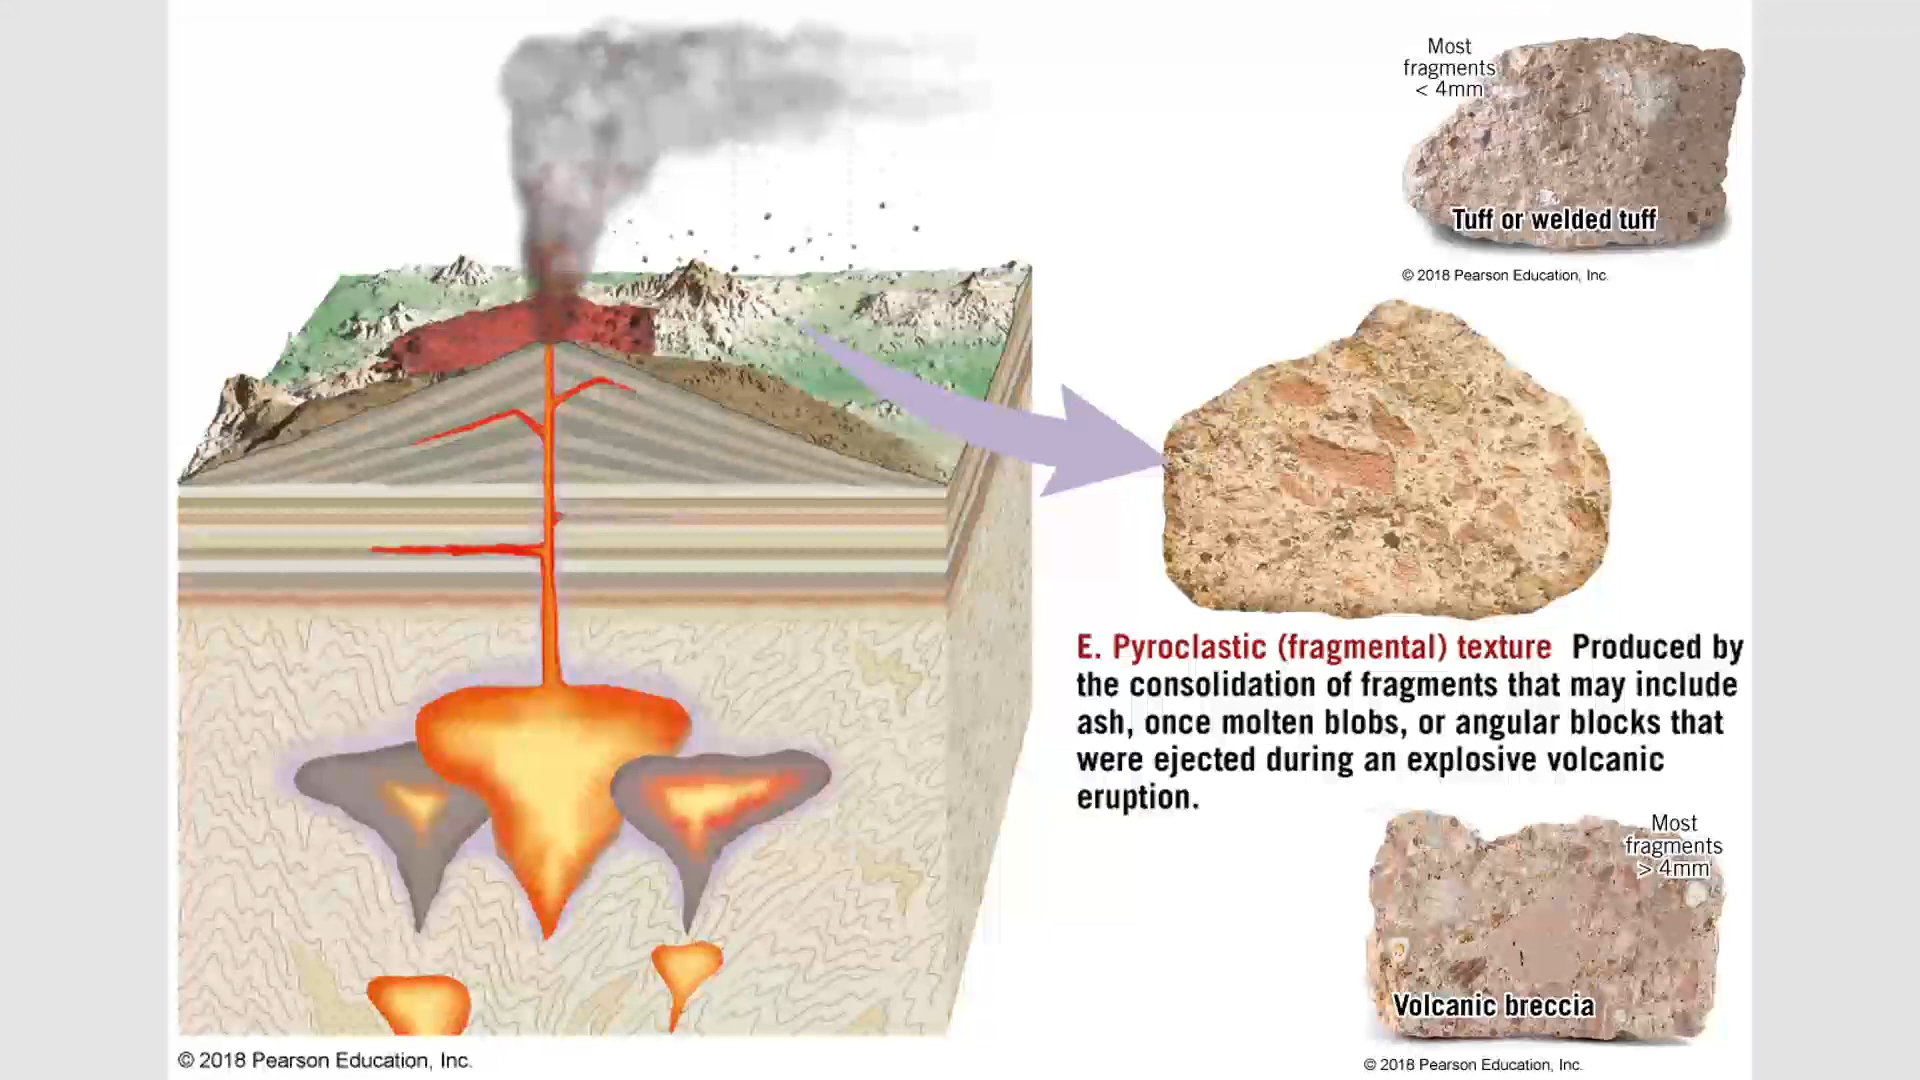 Most
fragments
< 4mm
Tuff or welded tuff
© 2018 Pearson Education, Inc.
E. Pyroclastic (fragmental) texture Produced by
the consolidation of fragments that may include
ash, once molten blobs, or angular blocks that
were ejected during an explosive volcanic
eruption.
Most
fragments
> 4mm
Volcanic breccia
© 2018 Pearson Education, Inc.
© 2018 Pearson Education, Inc.